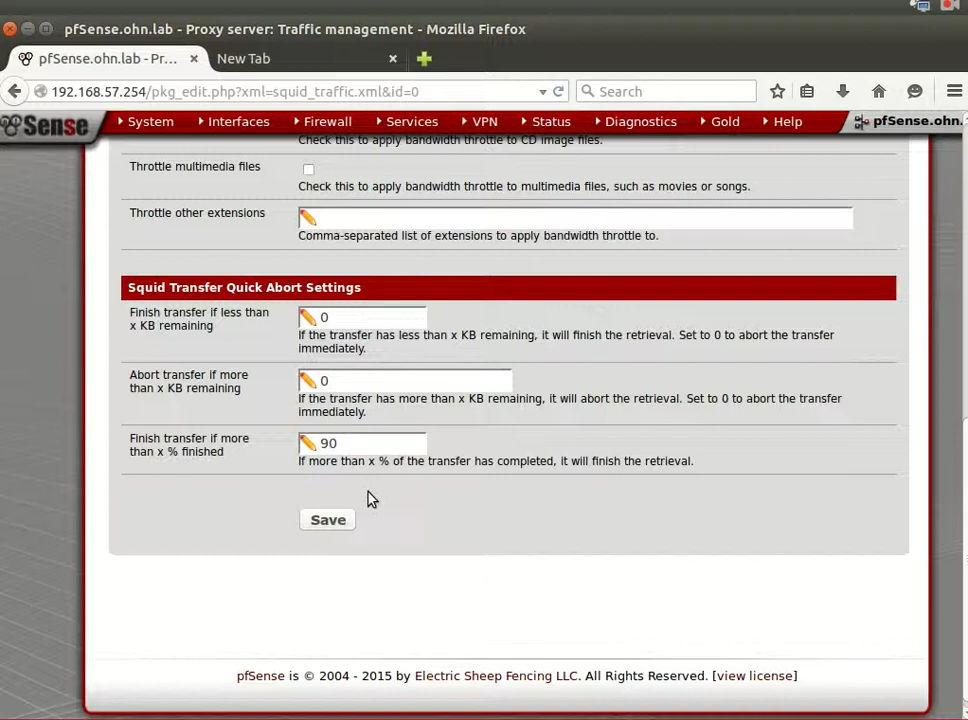 pfSense.ohn.lab - Proxy server: Traffic management - Mozilla Firefox
pfSense.ohn.lab - Pr... × New Tab ×
192.168.57.254/pkg_edit.php?xml=squid_traffic.xml&id=0 Search
Sense System Interfaces Firewall Services VPN Status Diagnostics Gold Help pfSense.ohn.
Check this to apply bandwidth throttle to CD image files.
Throttle multimedia files
Check this to apply bandwidth throttle to multimedia files, such as movies or songs.
Throttle other extensions
Comma-separated list of extensions to apply bandwidth throttle to.
Squid Transfer Quick Abort Settings
Finish transfer if less than
x KB remaining
0
If the transfer has less than x KB remaining, it will finish the retrieval. Set to 0 to abort the transfer
immediately.
Abort transfer if more
than x KB remaining
0
If the transfer has more than x KB remaining, it will abort the retrieval. Set to 0 to abort the transfer
immediately.
Finish transfer if more
than x % finished
90
If more than x % of the transfer has completed, it will finish the retrieval.
Save
pfSense is © 2004 - 2015 by Electric Sheep Fencing LLC. All Rights Reserved. [view license]